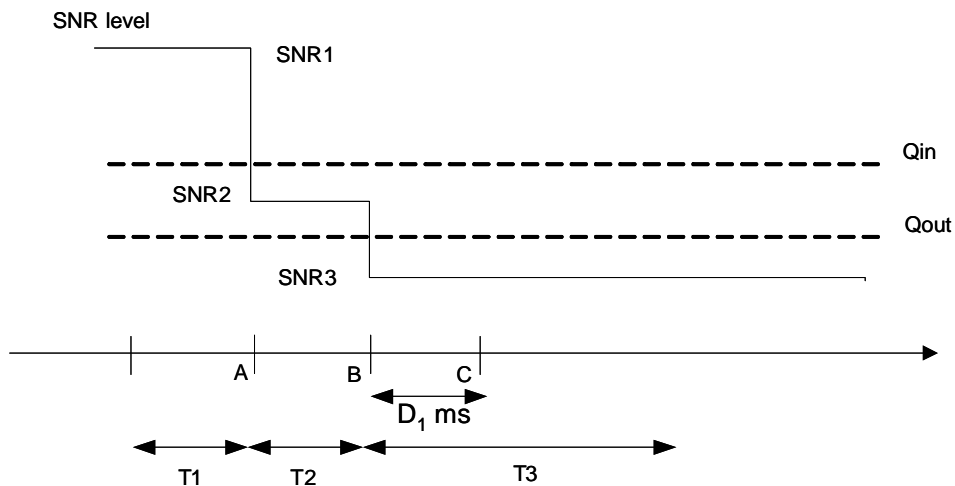 SNR level
SNR1
Qin
SNR2
Qout
SNR3
A
B
C
D₁ ms
T1
T2
T3